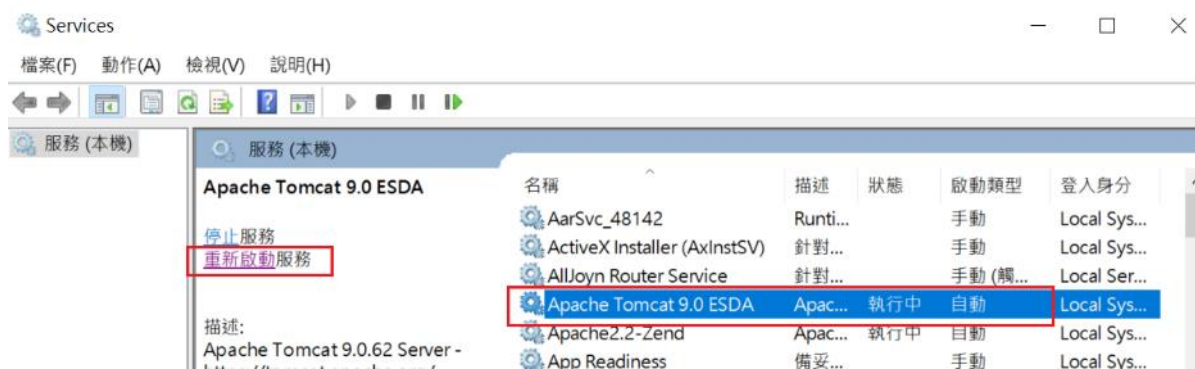 Services
檔案(F) 動作(A) 檢視(V) 說明(H)
服務 (本機)
服務 (本機)
Apache Tomcat 9.0 ESDA
停止服務
重新啟動服務
描述:
Apache Tomcat 9.0.62 Server -
名稱 描述 狀態 啟動類型 登入身分
AarSvc_48142 Runti... 手動 Local Sys...
ActiveX Installer (AxInstSV) 針對... 手動 Local Sys...
AllJoyn Router Service 針對... 手動 (觸... Local Ser...
Apache Tomcat 9.0 ESDA Apac... 執行中 自動 Local Sys...
Apache2.2-Zend Apac... 執行中 自動 Local Sys...
App Readiness 備妥... 手動 Local Sys...